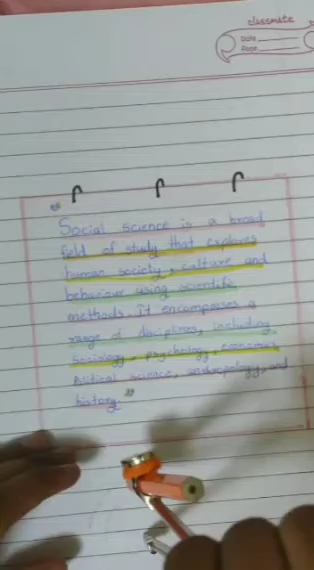 classmate
Date
Page
"Social science is a broad
field of study that explores
human society, culture and
behaviour using scientific
methods. It encompasses a
range of disciplines, including
Sociology, psychology, economics
Political science, anthropology, and
history."